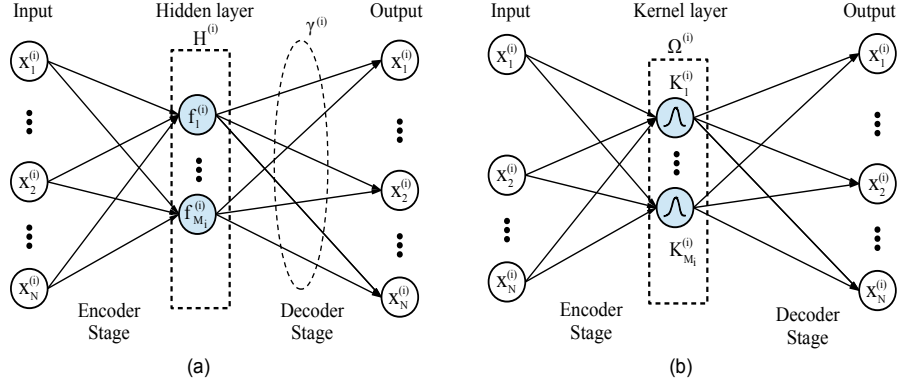 Input
Hidden layer
H^(i)
γ^(i)
Output
x_1^(i)
x_2^(i)
x_N^(i)
f_1^(i)
f_{M_i}^(i)
x_1^(i)
x_2^(i)
x_N^(i)
Encoder
Stage
Decoder
Stage
(a)
Input
Kernel layer
Ω^(i)
Output
x_1^(i)
x_2^(i)
x_N^(i)
K_1^(i)
K_{M_i}^(i)
x_1^(i)
x_2^(i)
x_N^(i)
Encoder
Stage
Decoder
Stage
(b)